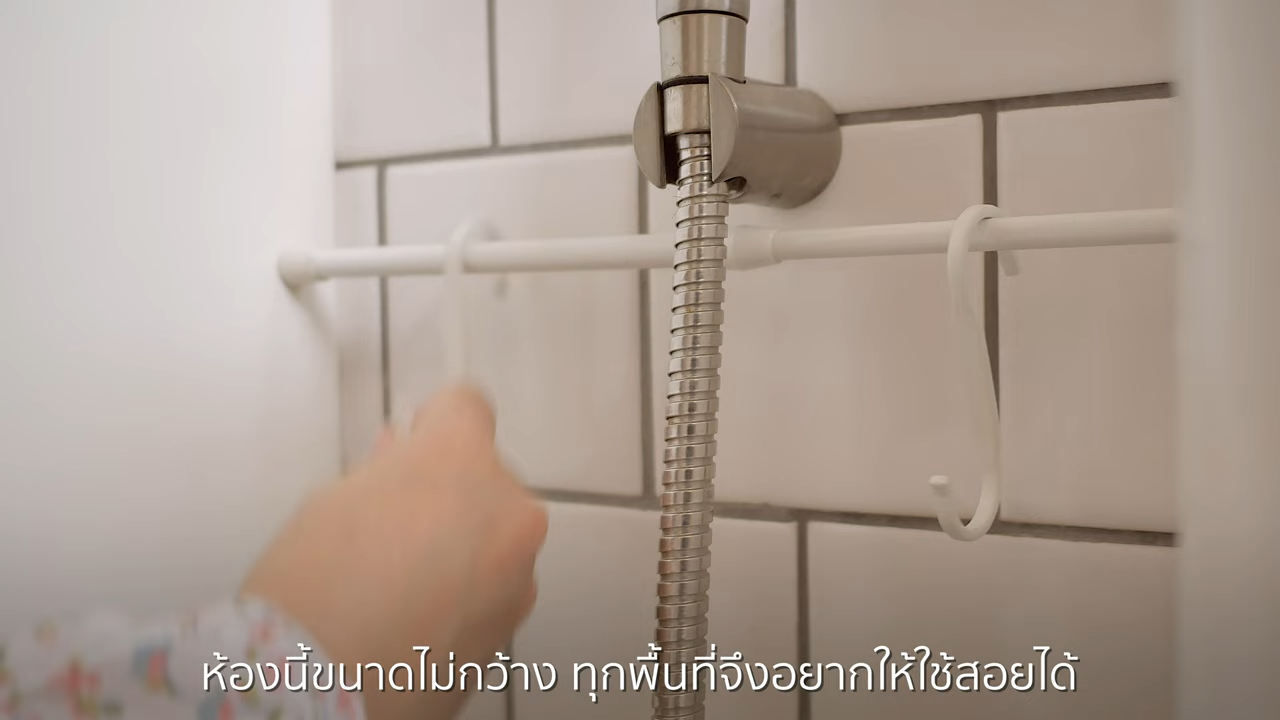 ห้องนี้ขนาดไม่กว้าง ทุกพื้นที่จึงอยากให้ใช้สอยได้